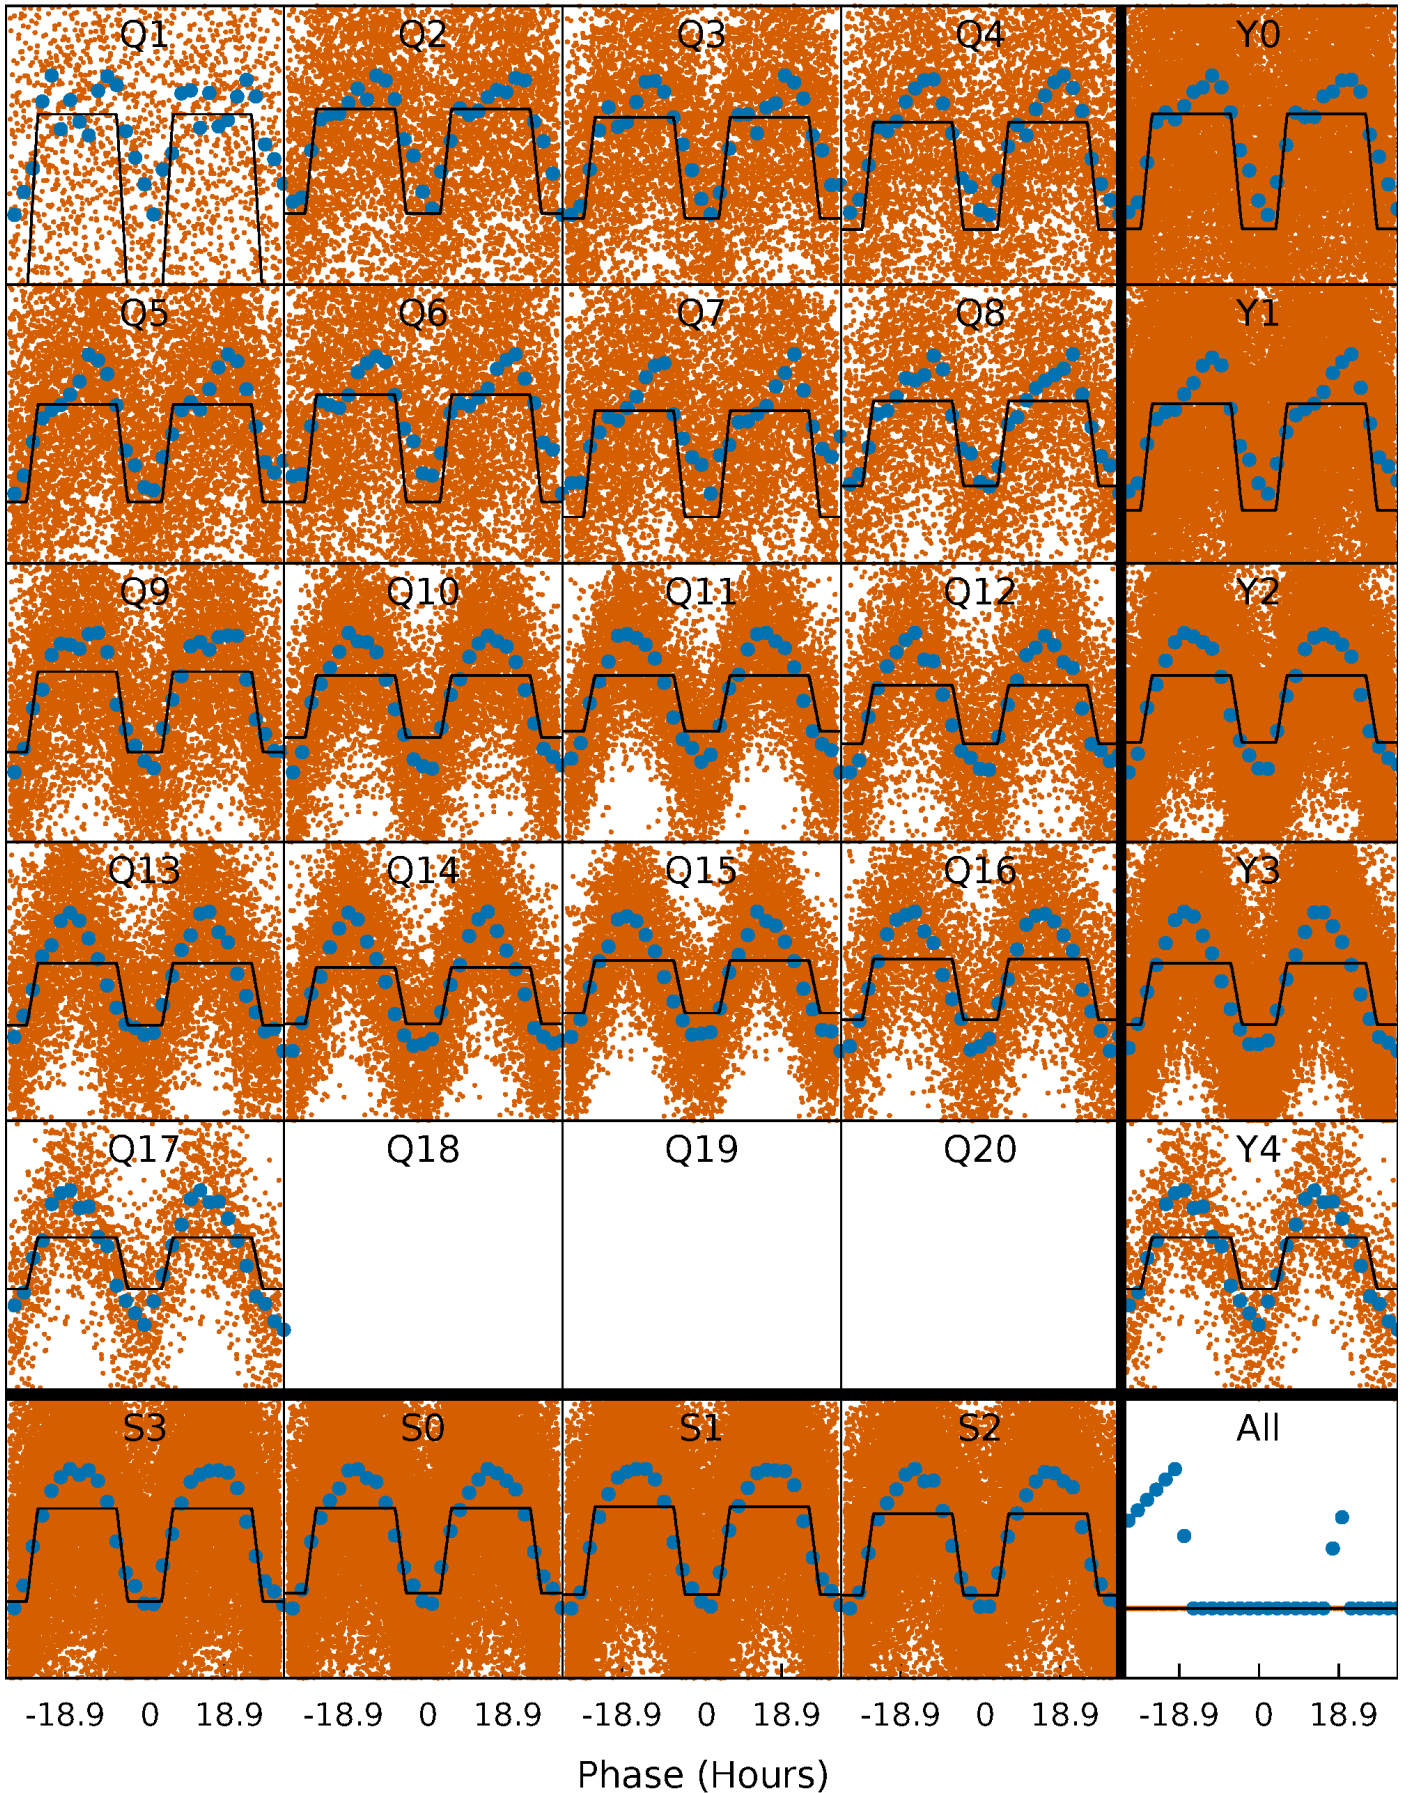 Q1 Q2 Q3 Q4 Y0
Q5 Q6 Q7 Q8 Y1
Q9 Q10 Q11 Q12 Y2
Q13 Q14 Q15 Q16 Y3
Q17 Q18 Q19 Q20 Y4
S3 S0 S1 S2 All
-18.9 0 18.9 -18.9 0 18.9 -18.9 0 18.9 -18.9 0 18.9 -18.9 0 18.9
Phase (Hours)